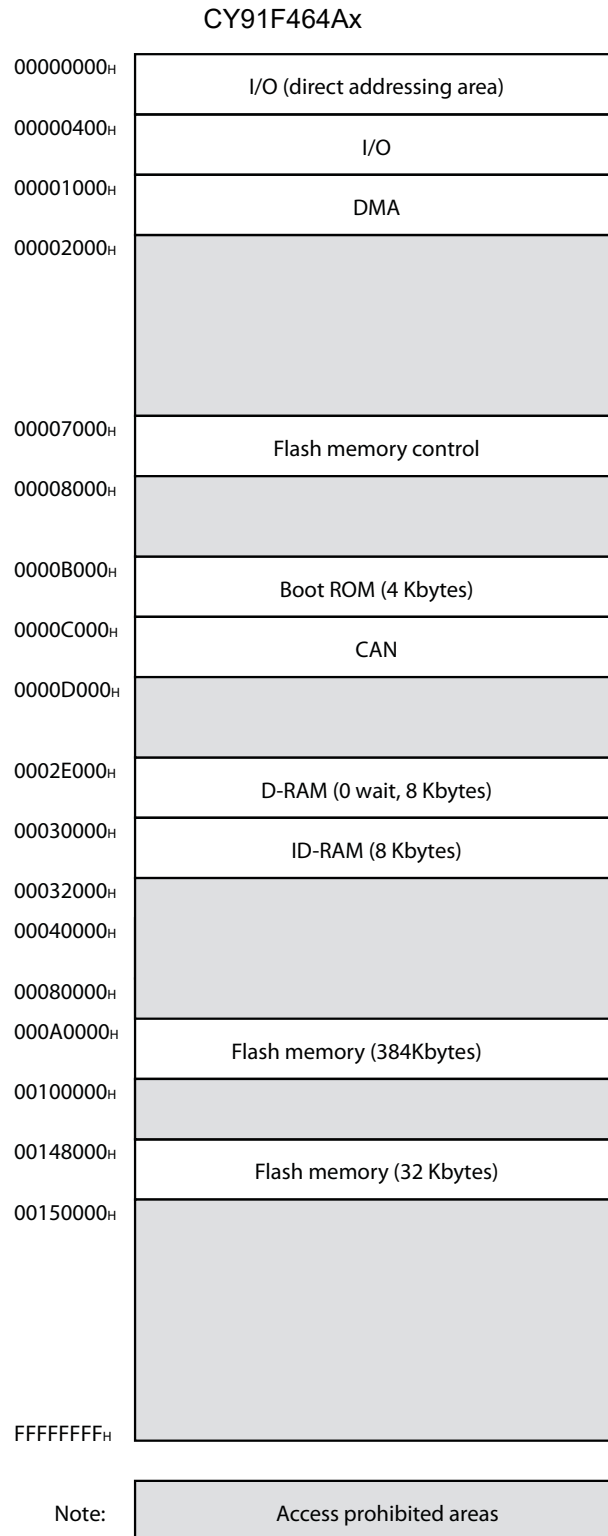 CY91F464Ax
00000000H
I/O (direct addressing area)
00000400H
I/O
00001000H
DMA
00002000H
00007000H
Flash memory control
00008000H
0000B000H
Boot ROM (4 Kbytes)
0000C000H
CAN
0000D000H
0002E000H
D-RAM (0 wait, 8 Kbytes)
00030000H
ID-RAM (8 Kbytes)
00032000H
00040000H
00080000H
000A0000H
Flash memory (384Kbytes)
00100000H
00148000H
Flash memory (32 Kbytes)
00150000H
FFFFFFFFH
Note: Access prohibited areas